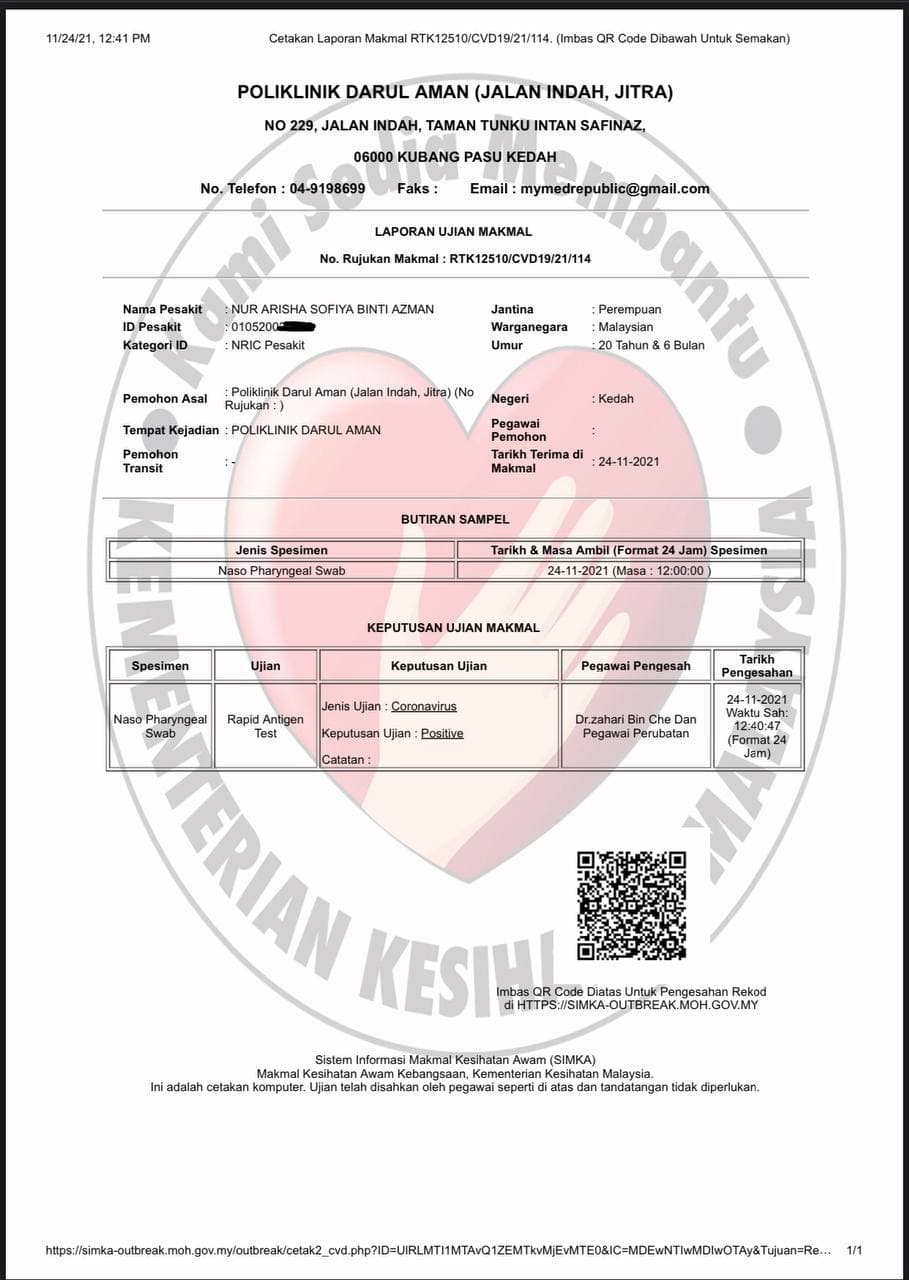 11/24/21, 12:41 PM
Cetakan Laporan Makmal RTK12510/CVD19/21/114. (Imbas QR Code Dibawah Untuk Semakan)
POLIKLINIK DARUL AMAN (JALAN INDAH, JITRA)
NO 229, JALAN INDAH, TAMAN TUNKU INTAN SAFINAZ,
06000 KUBANG PASU KEDAH
No. Telefon : 04-9198699 Faks : Email : mymedrepublic@gmail.com
LAPORAN UJIAN MAKMAL
No. Rujukan Makmal : RTK12510/CVD19/21/114
Nama Pesakit : NUR ARISHA SOFIYA BINTI AZMAN
ID Pesakit
Kategori ID : NRIC Pesakit
Jantina : Perempuan
Warganegara : Malaysian
Umur : 20 Tahun & 6 Bulan
Pemohon Asal : Poliklinik Darul Aman (Jalan Indah, Jitra) (No
Rujukan : )
Tempat Kejadian : POLIKLINIK DARUL AMAN
Pemohon
Transit : -
Negeri : Kedah
Pegawai
Pemohon :
Tarikh Terima di
Makmal : 24-11-2021
BUTIRAN SAMPEL
Jenis Spesimen
Tarikh & Masa Ambil (Format 24 Jam) Spesimen
Naso Pharyngeal Swab
24-11-2021 (Masa : 12:00:00 )
KEPUTUSAN UJIAN MAKMAL
Spesimen
Ujian
Keputusan Ujian
Pegawai Pengesah
Tarikh
Pengesahan
Naso Pharyngeal
Swab
Rapid Antigen
Test
Jenis Ujian : Coronavirus
Keputusan Ujian : Positive
Catatan :
Dr.zahari Bin Che Dan
Pegawai Perubatan
24-11-2021
Waktu Sah:
12:40:47
(Format 24
Jam)
Imbas QR Code Diatas Untuk Pengesahan Rekod
di HTTPS://SIMKA-OUTBREAK.MOH.GOV.MY
Sistem Informasi Makmal Kesihatan Awam (SIMKA)
Makmal Kesihatan Awam Kebangsaan, Kementerian Kesihatan Malaysia.
Ini adalah cetakan komputer. Ujian telah disahkan oleh pegawai seperti di atas dan tandatangan tidak diperlukan.
https://simka-outbreak.moh.gov.my/outbreak/cetak2_cvd.php?ID=UlRLMTI1MTAvQ1ZEMTkvMjEvMTE0&IC=MDEwNTIwMDIwOTAy&Tujuan=Re...
1/1
Kami Sedia Membantu
KEMENTERIAN
MALAYSIA